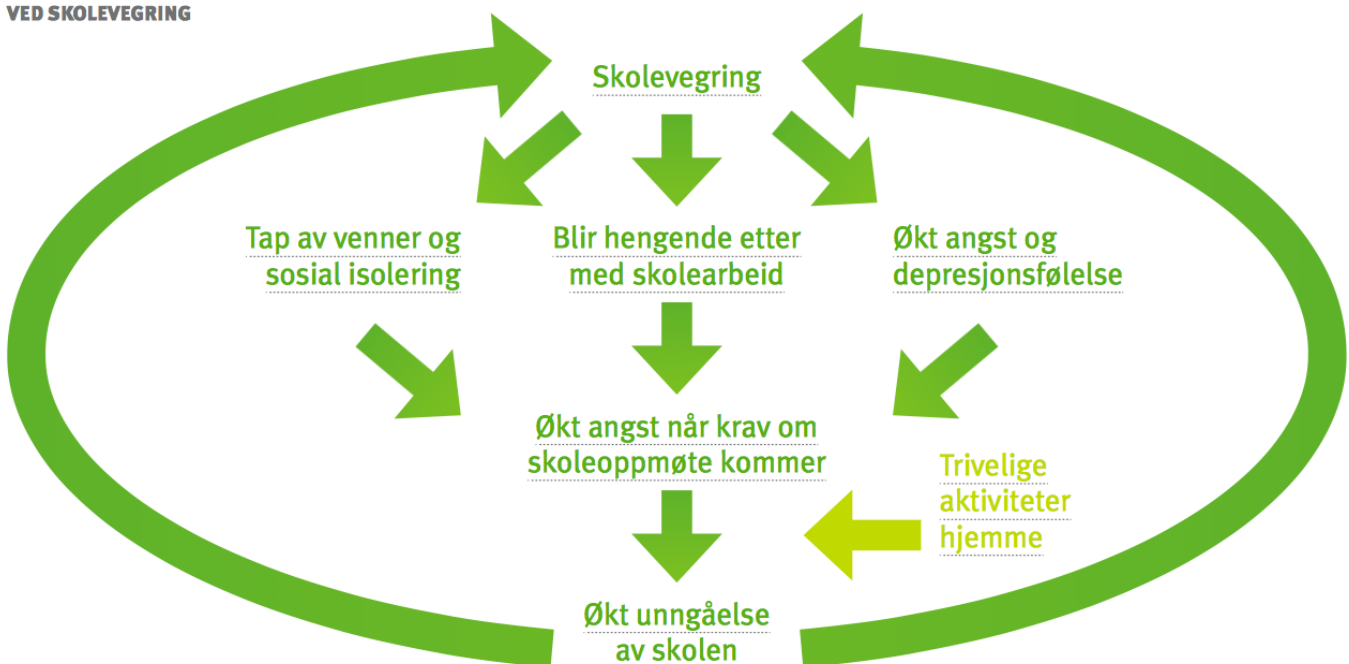 VED SKOLEVEGRING
Skolevegring
Tap av venner og
sosial isolering
Blir hengende etter
med skolearbeid
Økt angst og
depresjonsfølelse
Økt angst når krav om
skoleoppmøte kommer
Trivelige
aktiviteter
hjemme
Økt unngåelse
av skolen